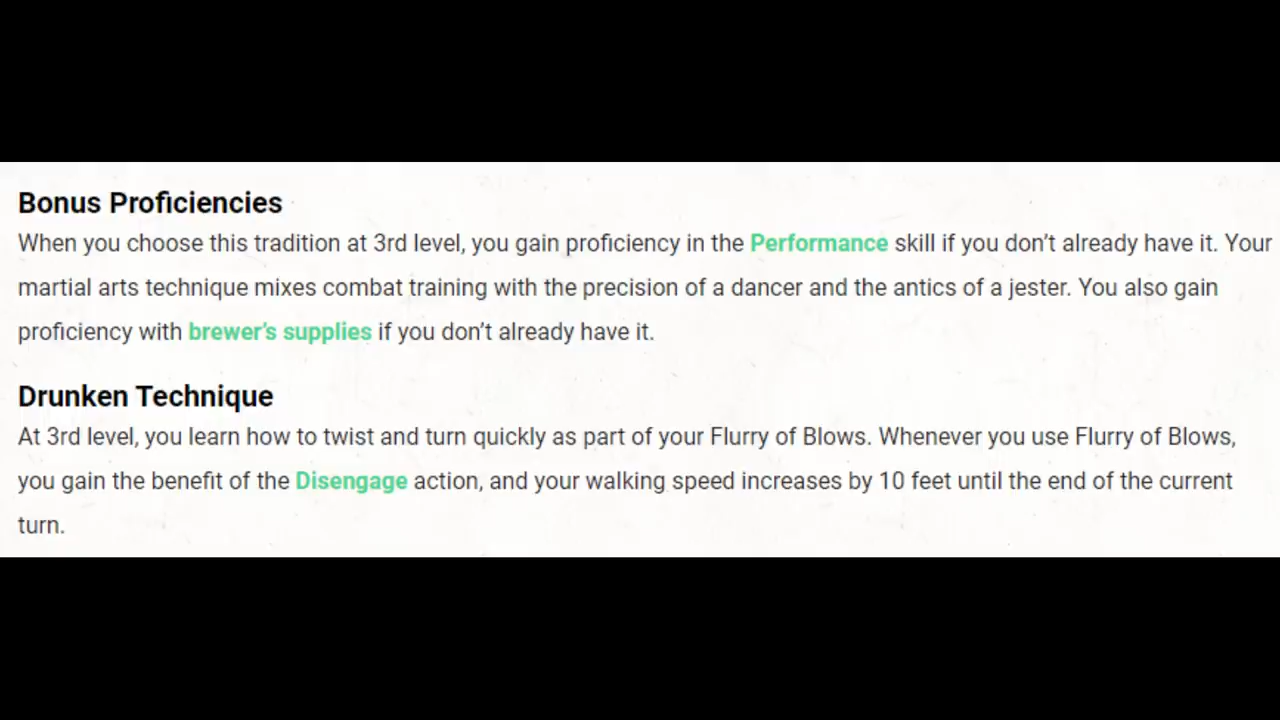 Bonus Proficiencies
When you choose this tradition at 3rd level, you gain proficiency in the Performance skill if you don’t already have it. Your
martial arts technique mixes combat training with the precision of a dancer and the antics of a jester. You also gain
proficiency with brewer’s supplies if you don’t already have it.
Drunken Technique
At 3rd level, you learn how to twist and turn quickly as part of your Flurry of Blows. Whenever you use Flurry of Blows,
you gain the benefit of the Disengage action, and your walking speed increases by 10 feet until the end of the current
turn.